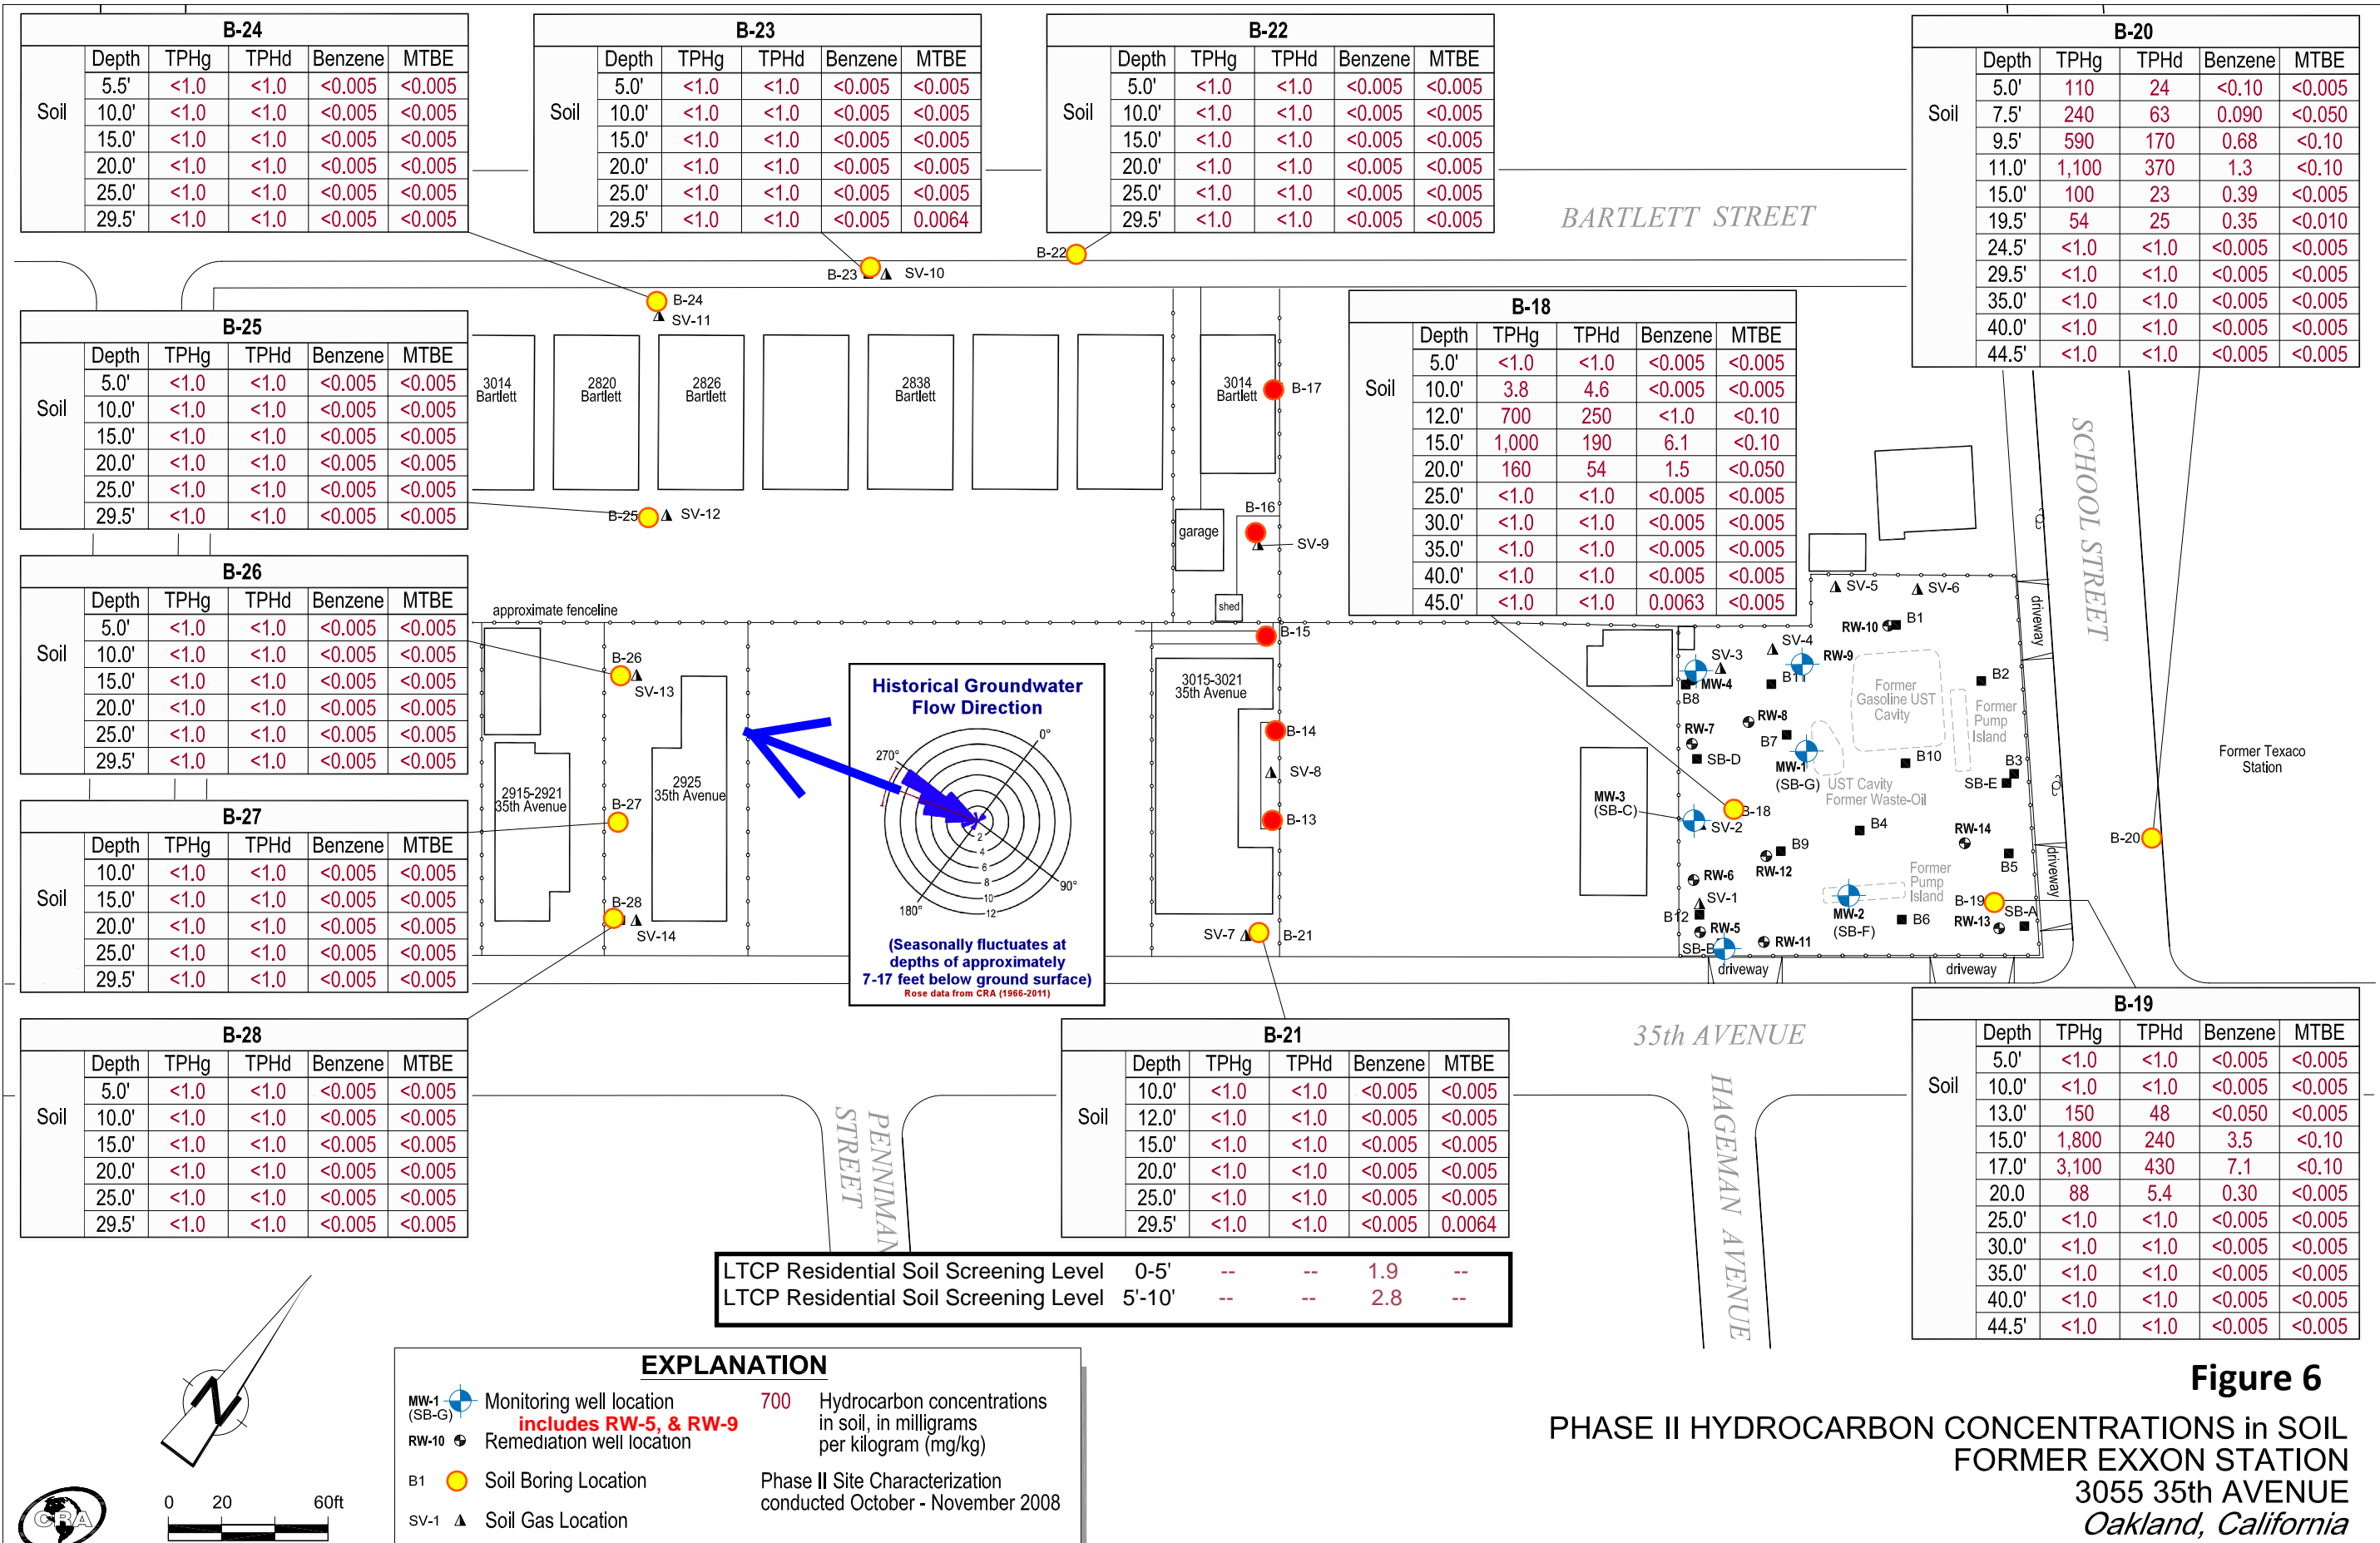 B-24
Depth TPHg TPHd Benzene MTBE
Soil
5.5' <1.0 <1.0 <0.005 <0.005
10.0' <1.0 <1.0 <0.005 <0.005
15.0' <1.0 <1.0 <0.005 <0.005
20.0' <1.0 <1.0 <0.005 <0.005
25.0' <1.0 <1.0 <0.005 <0.005
29.5' <1.0 <1.0 <0.005 <0.005
B-23
Depth TPHg TPHd Benzene MTBE
Soil
5.0' <1.0 <1.0 <0.005 <0.005
10.0' <1.0 <1.0 <0.005 <0.005
15.0' <1.0 <1.0 <0.005 <0.005
20.0' <1.0 <1.0 <0.005 <0.005
25.0' <1.0 <1.0 <0.005 <0.005
29.5' <1.0 <1.0 <0.005 0.0064
B-22
Depth TPHg TPHd Benzene MTBE
Soil
5.0' <1.0 <1.0 <0.005 <0.005
10.0' <1.0 <1.0 <0.005 <0.005
15.0' <1.0 <1.0 <0.005 <0.005
20.0' <1.0 <1.0 <0.005 <0.005
25.0' <1.0 <1.0 <0.005 <0.005
29.5' <1.0 <1.0 <0.005 <0.005
B-20
Depth TPHg TPHd Benzene MTBE
Soil
5.0' 110 24 <0.10 <0.005
7.5' 240 63 0.090 <0.050
9.5' 590 170 0.68 <0.10
11.0' 1,100 370 1.3 <0.10
15.0' 100 23 0.39 <0.005
19.5' 54 25 0.35 <0.010
24.5' <1.0 <1.0 <0.005 <0.005
29.5' <1.0 <1.0 <0.005 <0.005
35.0' <1.0 <1.0 <0.005 <0.005
40.0' <1.0 <1.0 <0.005 <0.005
44.5' <1.0 <1.0 <0.005 <0.005
BARTLETT STREET
B-22
B-23
SV-10
B-24
SV-11
B-25
Depth TPHg TPHd Benzene MTBE
Soil
5.0' <1.0 <1.0 <0.005 <0.005
10.0' <1.0 <1.0 <0.005 <0.005
15.0' <1.0 <1.0 <0.005 <0.005
20.0' <1.0 <1.0 <0.005 <0.005
25.0' <1.0 <1.0 <0.005 <0.005
29.5' <1.0 <1.0 <0.005 <0.005
3014
Bartlett
2820
Bartlett
2826
Bartlett
2838
Bartlett
3014
Bartlett
B-17
B-25
SV-12
B-16
garage
SV-9
shed
B-18
Depth TPHg TPHd Benzene MTBE
Soil
5.0' <1.0 <1.0 <0.005 <0.005
10.0' 3.8 4.6 <0.005 <0.005
12.0' 700 250 <1.0 <0.10
15.0' 1,000 190 6.1 <0.10
20.0' 160 54 1.5 <0.050
25.0' <1.0 <1.0 <0.005 <0.005
30.0' <1.0 <1.0 <0.005 <0.005
35.0' <1.0 <1.0 <0.005 <0.005
40.0' <1.0 <1.0 <0.005 <0.005
45.0' <1.0 <1.0 0.0063 <0.005
SCHOOL STREET
B-26
Depth TPHg TPHd Benzene MTBE
Soil
5.0' <1.0 <1.0 <0.005 <0.005
10.0' <1.0 <1.0 <0.005 <0.005
15.0' <1.0 <1.0 <0.005 <0.005
20.0' <1.0 <1.0 <0.005 <0.005
25.0' <1.0 <1.0 <0.005 <0.005
29.5' <1.0 <1.0 <0.005 <0.005
approximate fenceline
B-26
SV-13
2915-2921
35th Avenue
2925
35th Avenue
B-27
B-28
SV-14
Historical Groundwater
Flow Direction
0°
270°
90°
180°
2
4
6
8
10
12
(Seasonally fluctuates at
depths of approximately
7-17 feet below ground surface)
Rose data from CRA (1966-2011)
B-15
3015-3021
35th Avenue
B-14
SV-8
B-13
SV-7
B-21
SV-5
SV-6
RW-10
B1
SV-4
SV-3
RW-9
MW-4
B8
B11
B2
Former
Gasoline UST
Cavity
Former
Pump
Island
driveway
RW-7
RW-8
B7
SB-D
MW-1
(SB-G)
B10
B3
SB-E
UST Cavity
Former Waste-Oil
MW-3
(SB-C)
SV-2
B-18
B4
RW-14
B9
RW-12
B5
RW-6
SV-1
Former
Pump
Island
driveway
B12
MW-2
(SB-F)
B6
B-19
RW-13
SB-A
RW-5
SB-B
RW-11
driveway
driveway
B-20
Former Texaco
Station
B-27
Depth TPHg TPHd Benzene MTBE
Soil
10.0' <1.0 <1.0 <0.005 <0.005
15.0' <1.0 <1.0 <0.005 <0.005
20.0' <1.0 <1.0 <0.005 <0.005
25.0' <1.0 <1.0 <0.005 <0.005
29.5' <1.0 <1.0 <0.005 <0.005
B-28
Depth TPHg TPHd Benzene MTBE
Soil
5.0' <1.0 <1.0 <0.005 <0.005
10.0' <1.0 <1.0 <0.005 <0.005
15.0' <1.0 <1.0 <0.005 <0.005
20.0' <1.0 <1.0 <0.005 <0.005
25.0' <1.0 <1.0 <0.005 <0.005
29.5' <1.0 <1.0 <0.005 <0.005
PENNIMAN
STREET
B-21
Depth TPHg TPHd Benzene MTBE
Soil
10.0' <1.0 <1.0 <0.005 <0.005
12.0' <1.0 <1.0 <0.005 <0.005
15.0' <1.0 <1.0 <0.005 <0.005
20.0' <1.0 <1.0 <0.005 <0.005
25.0' <1.0 <1.0 <0.005 <0.005
29.5' <1.0 <1.0 <0.005 0.0064
35th AVENUE
HAGEMAN AVENUE
B-19
Depth TPHg TPHd Benzene MTBE
Soil
5.0' <1.0 <1.0 <0.005 <0.005
10.0' <1.0 <1.0 <0.005 <0.005
13.0' 150 48 <0.050 <0.005
15.0' 1,800 240 3.5 <0.10
17.0' 3,100 430 7.1 <0.10
20.0 88 5.4 0.30 <0.005
25.0' <1.0 <1.0 <0.005 <0.005
30.0' <1.0 <1.0 <0.005 <0.005
35.0' <1.0 <1.0 <0.005 <0.005
40.0' <1.0 <1.0 <0.005 <0.005
44.5' <1.0 <1.0 <0.005 <0.005
LTCP Residential Soil Screening Level 0-5' -- -- 1.9 --
LTCP Residential Soil Screening Level 5'-10' -- -- 2.8 --
N
CRA
0 20 60ft
EXPLANATION
MW-1
(SB-G)
Monitoring well location
includes RW-5, & RW-9
RW-10 Remediation well location
B1 Soil Boring Location
SV-1 Soil Gas Location
700 Hydrocarbon concentrations
in soil, in milligrams
per kilogram (mg/kg)
Phase II Site Characterization
conducted October - November 2008
Figure 6
PHASE II HYDROCARBON CONCENTRATIONS in SOIL
FORMER EXXON STATION
3055 35th AVENUE
Oakland, California